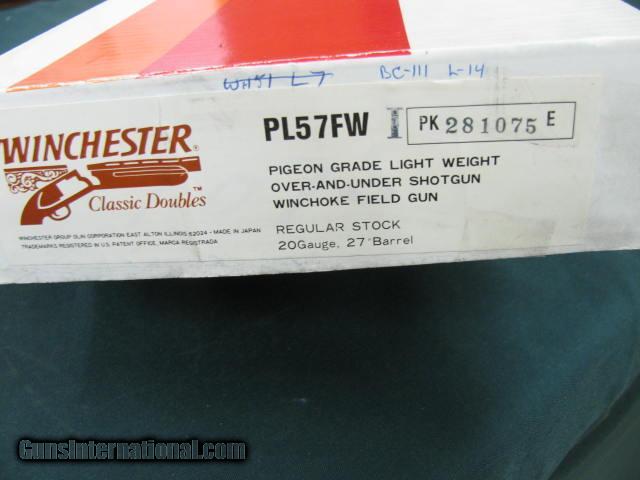 WH51 L7 BC-111 L-14
WINCHESTER®
Classic Doubles™
WINCHESTER GROUP OLIN CORPORATION EAST ALTON ILLINOIS 62024 - MADE IN JAPAN
TRADEMARKS REGISTERED IN U.S. PATENT OFFICE, MARCA REGISTRADA
PL57FW I PK 281075 E
PIGEON GRADE LIGHT WEIGHT
OVER-AND-UNDER SHOTGUN
WINCHOKE FIELD GUN
REGULAR STOCK
20Gauge, 27"Barrel
GunsInternational.com